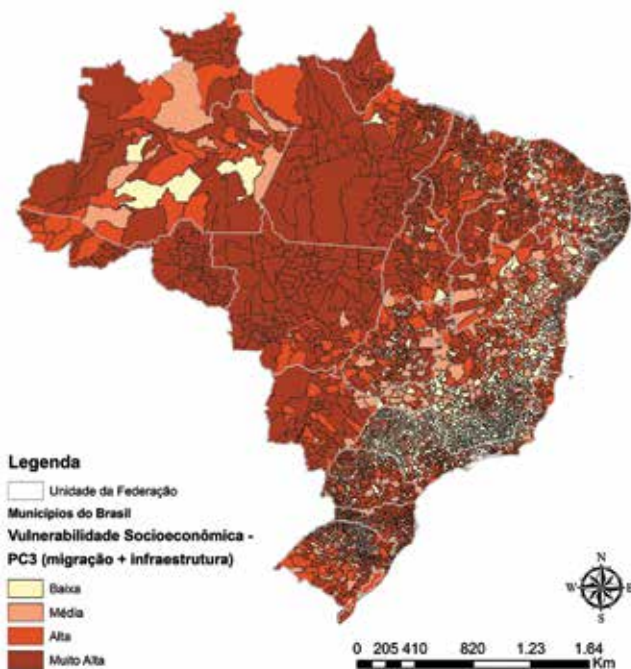 Legenda
Unidade da Federação
Municípios do Brasil
Vulnerabilidade Socioeconômica -
PC3 (migração + infraestrutura)
Baixa
Média
Alta
Muito Alta
N
W E
S
0 205 410 820 1.23 1.64
Km